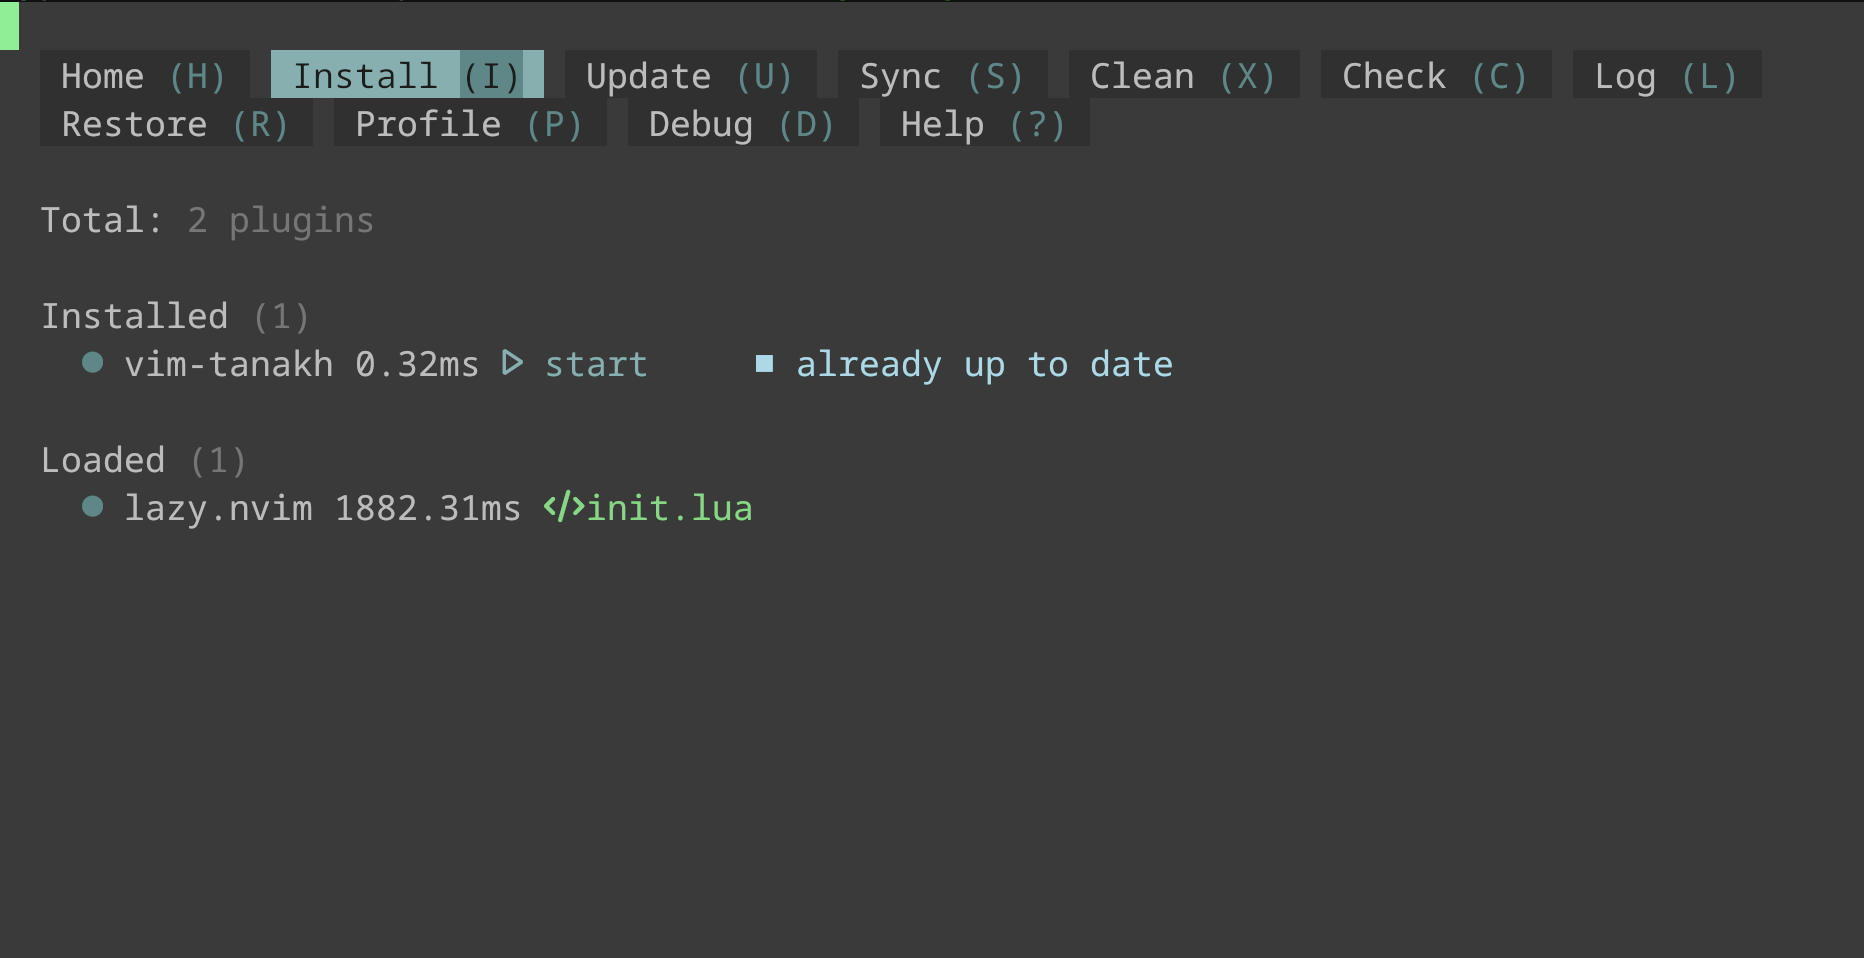 Home (H) Install (I) Update (U) Sync (S) Clean (X) Check (C) Log (L)
Restore (R) Profile (P) Debug (D) Help (?)
Total: 2 plugins
Installed (1)
● vim-tanakh 0.32ms ▷ start ■ already up to date
Loaded (1)
● lazy.nvim 1882.31ms </>init.lua